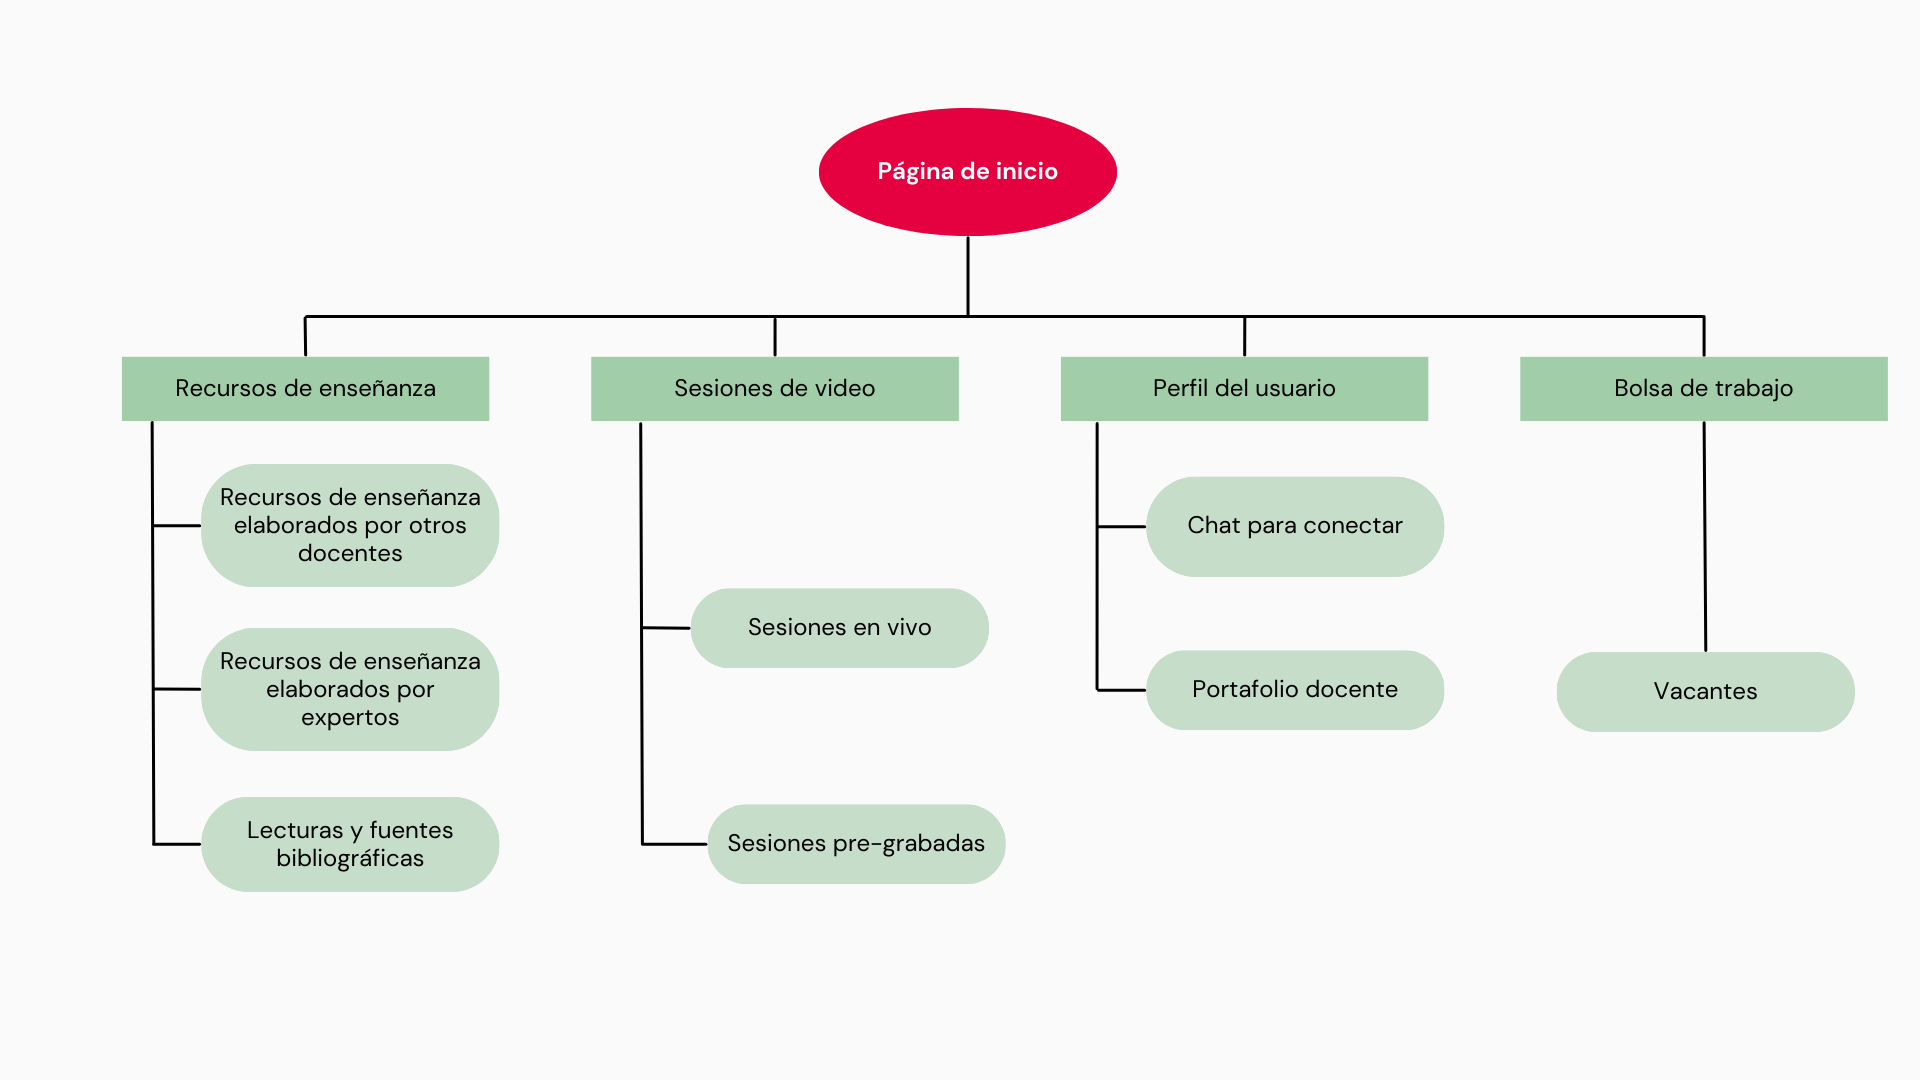 Página de inicio
Recursos de enseñanza
Recursos de enseñanza
elaborados por otros
docentes
Recursos de enseñanza
elaborados por
expertos
Lecturas y fuentes
bibliográficas
Sesiones de video
Sesiones en vivo
Sesiones pre-grabadas
Perfil del usuario
Chat para conectar
Portafolio docente
Bolsa de trabajo
Vacantes